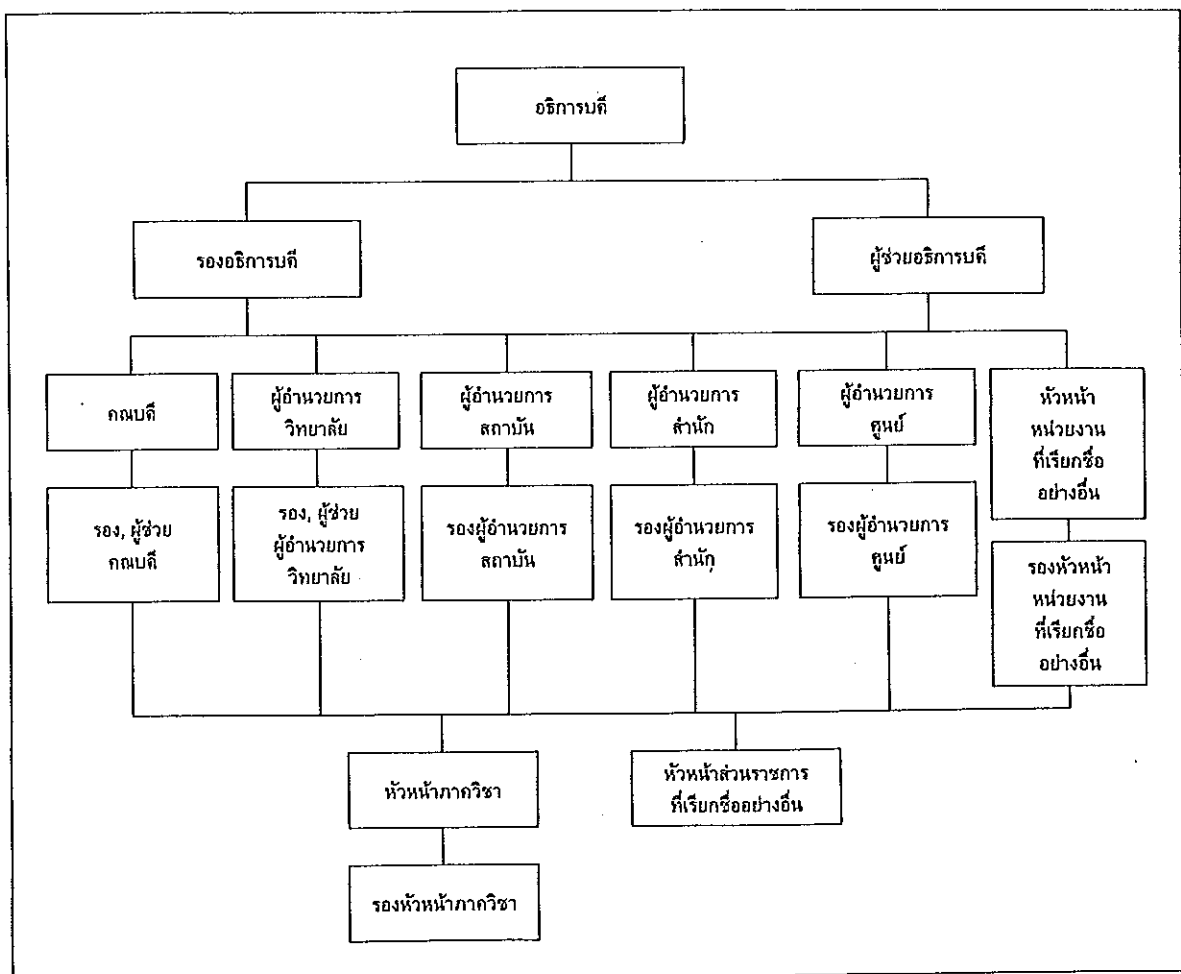 อธิการบดี
รองอธิการบดี
ผู้ช่วยอธิการบดี
คณบดี
ผู้อำนวยการ
วิทยาลัย
ผู้อำนวยการ
สถาบัน
ผู้อำนวยการ
สำนัก
ผู้อำนวยการ
ศูนย์
หัวหน้า
หน่วยงาน
ที่เรียกชื่อ
อย่างอื่น
รอง, ผู้ช่วย
คณบดี
รอง, ผู้ช่วย
ผู้อำนวยการ
วิทยาลัย
รองผู้อำนวยการ
สถาบัน
รองผู้อำนวยการ
สำนัก
รองผู้อำนวยการ
ศูนย์
รองหัวหน้า
หน่วยงาน
ที่เรียกชื่อ
อย่างอื่น
หัวหน้าภาควิชา
หัวหน้าส่วนราชการ
ที่เรียกชื่ออย่างอื่น
รองหัวหน้าภาควิชา